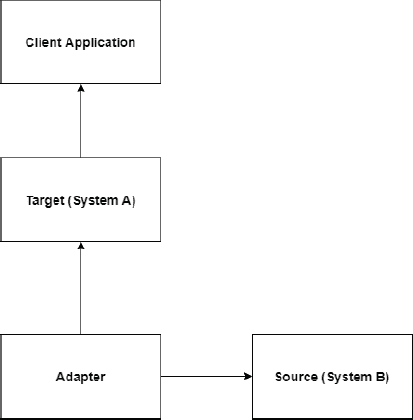 Client Application
Target (System A)
Adapter
Source (System B)